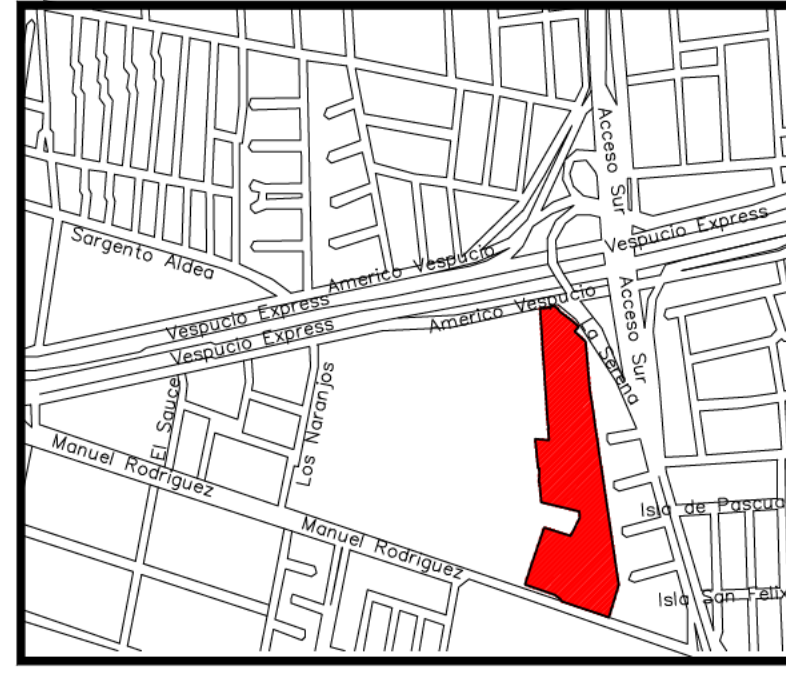 Acceso Sur
Vespucio Express
Sargento Aldea
Americo Vespucio
Vespucio Express
Americo Vespucio
Acceso Sur
Vespucio Express
La Serena
El Sauce
Los Naranjos
Manuel Rodriguez
Isla de Pascua
Manuel Rodriguez
Isla San Felix